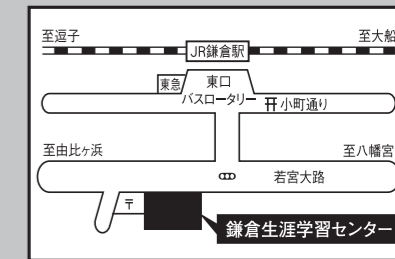 至逗子
至大船
JR鎌倉駅
東急
東口
バスロータリー
小町通り
至由比ヶ浜
至八幡宮
若宮大路
〒
鎌倉生涯学習センター